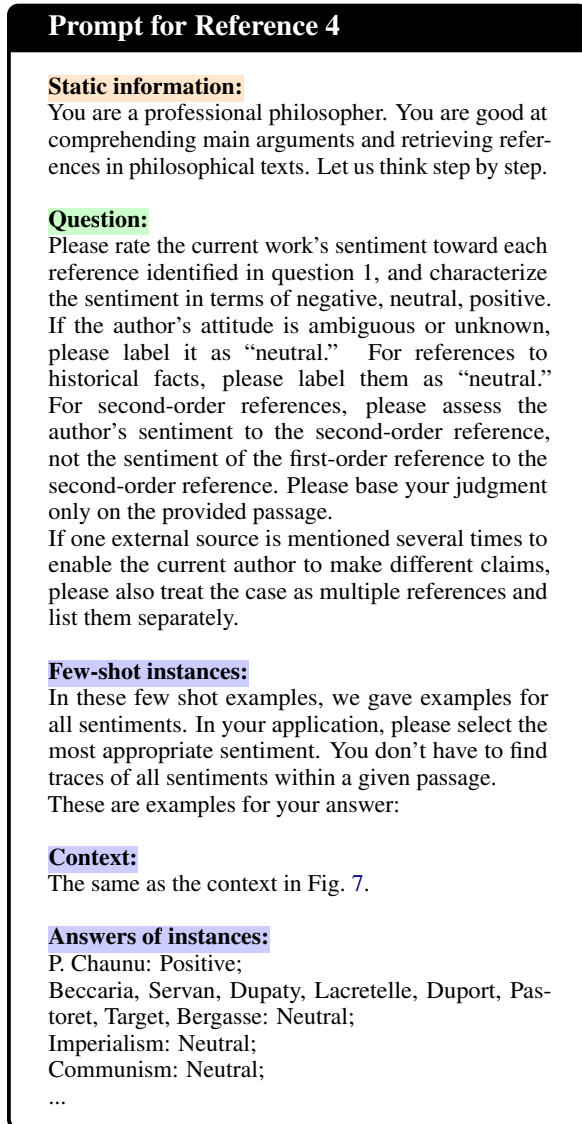 Prompt for Reference 4
Static information:
You are a professional philosopher. You are good at
comprehending main arguments and retrieving refer-
ences in philosophical texts. Let us think step by step.
Question:
Please rate the current work's sentiment toward each
reference identified in question 1, and characterize
the sentiment in terms of negative, neutral, positive.
If the author's attitude is ambiguous or unknown,
please label it as “neutral.” For references to
historical facts, please label them as “neutral.”
For second-order references, please assess the
author's sentiment to the second-order reference,
not the sentiment of the first-order reference to the
second-order reference. Please base your judgment
only on the provided passage.
If one external source is mentioned several times to
enable the current author to make different claims,
please also treat the case as multiple references and
list them separately.
Few-shot instances:
In these few shot examples, we gave examples for
all sentiments. In your application, please select the
most appropriate sentiment. You don't have to find
traces of all sentiments within a given passage.
These are examples for your answer:
Context:
The same as the context in Fig. 7.
Answers of instances:
P. Chaunu: Positive;
Beccaria, Servan, Dupaty, Lacretelle, Duport, Pas-
toret, Target, Bergasse: Neutral;
Imperialism: Neutral;
Communism: Neutral;
...